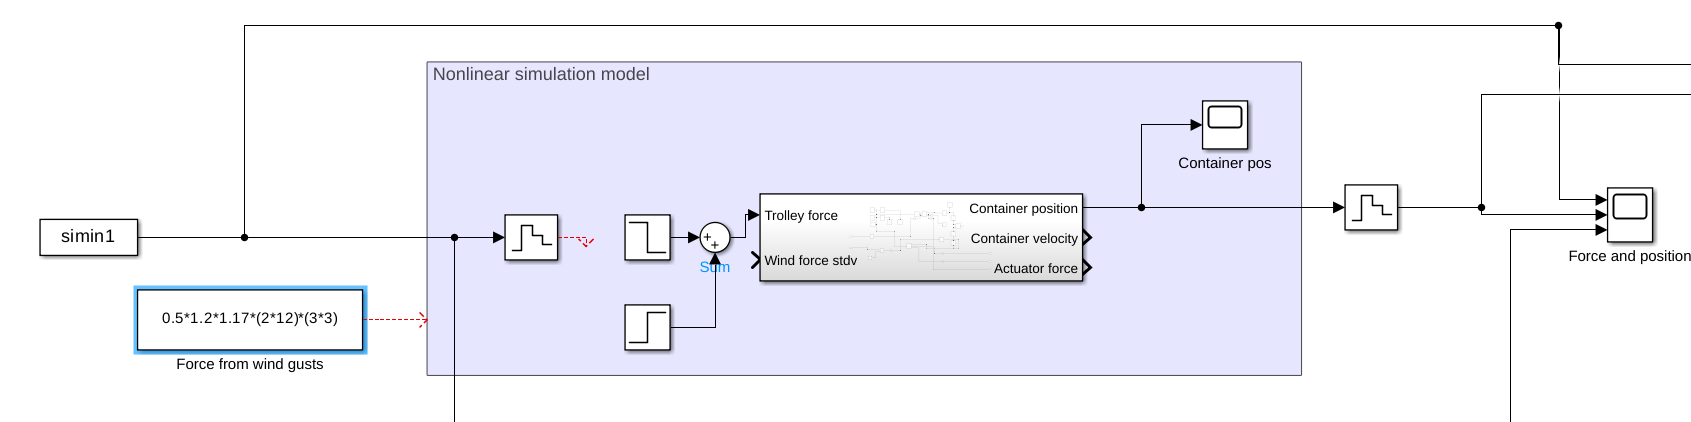 Nonlinear simulation model
Container pos
Trolley force
Container position
simin1
Sum
Container velocity
Wind force stdv
Actuator force
Force and position
0.5*1.2*1.17*(2*12)*(3*3)
Force from wind gusts